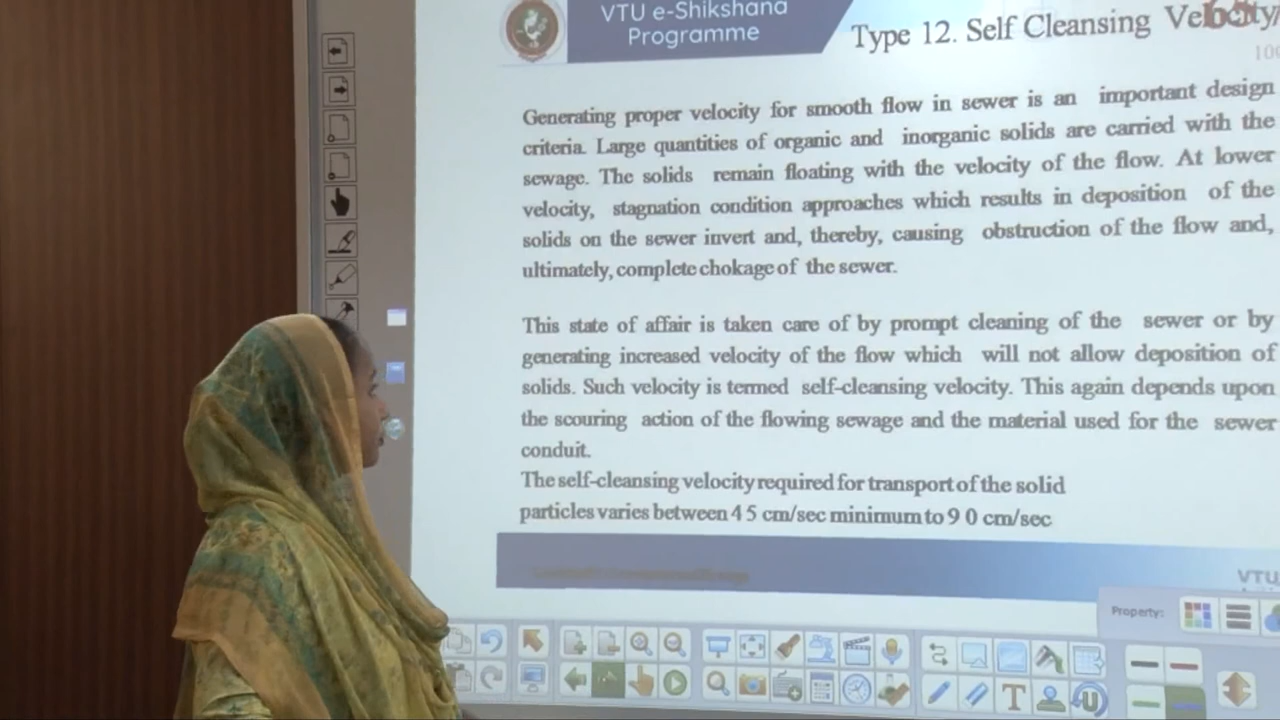 VTU e-Shikshana
Programme
Type 12. Self Cleansing Velocity
100
Generating proper velocity for smooth flow in sewer is an important design
criteria. Large quantities of organic and inorganic solids are carried with the
sewage. The solids remain floating with the velocity of the flow. At lower
velocity, stagnation condition approaches which results in deposition of the
solids on the sewer invert and, thereby, causing obstruction of the flow and,
ultimately, complete chokage of the sewer.
This state of affair is taken care of by prompt cleaning of the sewer or by
generating increased velocity of the flow which will not allow deposition of
solids. Such velocity is termed self-cleansing velocity. This again depends upon
the scouring action of the flowing sewage and the material used for the sewer
conduit.
The self-cleansing velocity required for transport of the solid
particles varies between 4 5 cm/sec minimum to 9 0 cm/sec
VTU
Property: